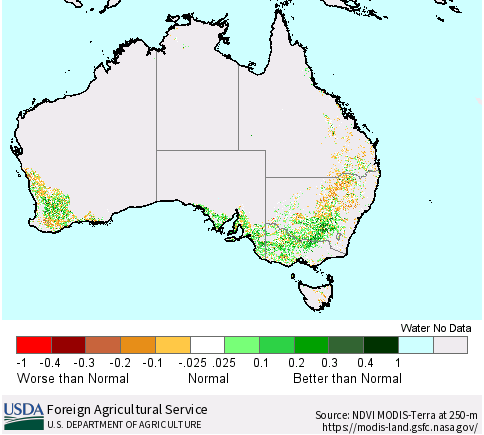 Water No Data
-1 -0.4 -0.3 -0.2 -0.1 -.025 .025 0.1 0.2 0.3 0.4 1
Worse than Normal Normal Better than Normal
USDA Foreign Agricultural Service
U.S. DEPARTMENT OF AGRICULTURE
Source: NDVI MODIS-Terra at 250-m
https://modis-land.gsfc.nasa.gov/